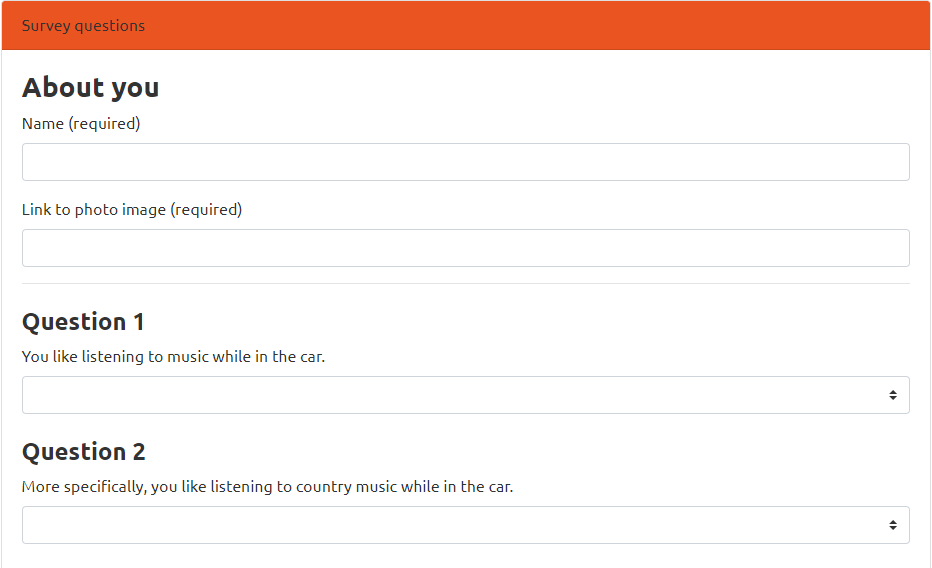 Survey questions
About you
Name (required)
Link to photo image (required)
Question 1
You like listening to music while in the car.
Question 2
More specifically, you like listening to country music while in the car.